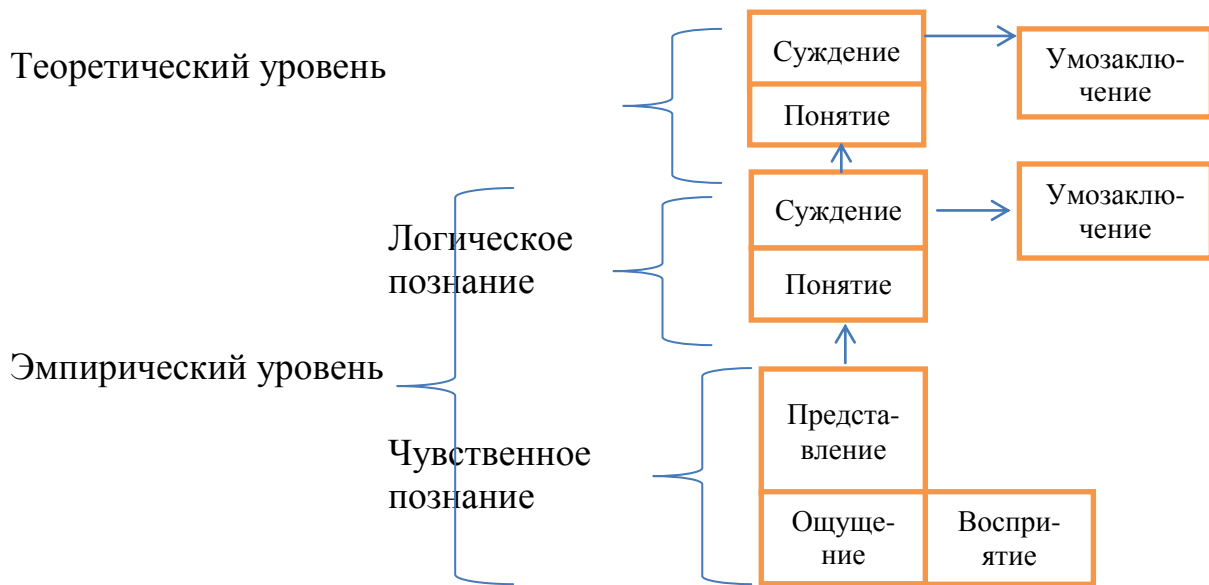 Теоретический уровень
Суждение
Понятие
Умозаклю-
чение
Логическое
познание
Суждение
Понятие
Умозаклю-
чение
Эмпирический уровень
Чувственное
познание
Предста-
вление
Ощуще-
ние
Воспри-
ятие